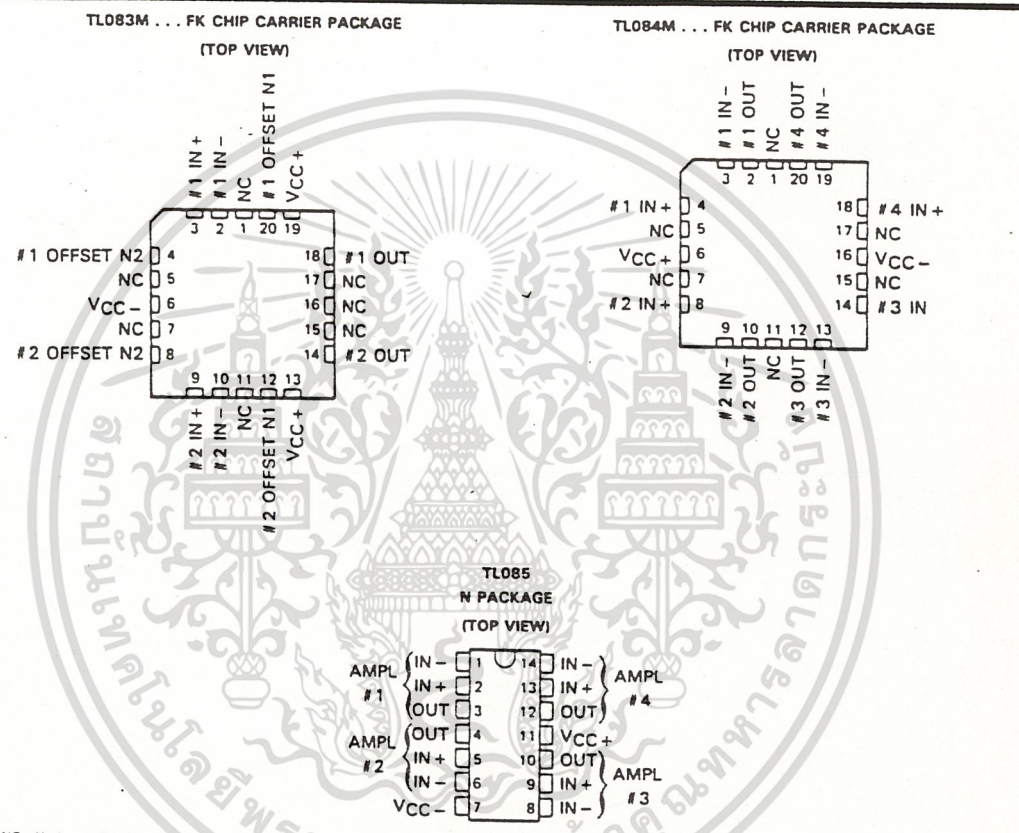 TL083M . . . FK CHIP CARRIER PACKAGE
(TOP VIEW)
#1 IN +
#1 IN -
NC
#1 OFFSET N1
VCC+
3 2 1 20 19
#1 OFFSET N2 4
NC 5
VCC- 6
NC 7
#2 OFFSET N2 8
18 #1 OUT
17 NC
16 NC
15 NC
14 #2 OUT
9 10 11 12 13
#2 IN +
#2 IN -
NC
#2 OFFSET N1
VCC+
TL084M . . . FK CHIP CARRIER PACKAGE
(TOP VIEW)
#1 IN -
#1 OUT
NC
#4 OUT
#4 IN -
3 2 1 20 19
#1 IN + 4
NC 5
VCC+ 6
NC 7
#2 IN + 8
18 #4 IN +
17 NC
16 VCC-
15 NC
14 #3 IN
9 10 11 12 13
#2 IN -
#2 OUT
NC
#3 OUT
#3 IN -
TL085
N PACKAGE
(TOP VIEW)
AMPL #1
IN - 1
IN + 2
OUT 3
AMPL #2
OUT 4
IN + 5
IN - 6
VCC- 7
14 IN -
13 IN +
12 OUT
AMPL #4
11 VCC+
10 OUT
9 IN +
8 IN -
AMPL #3